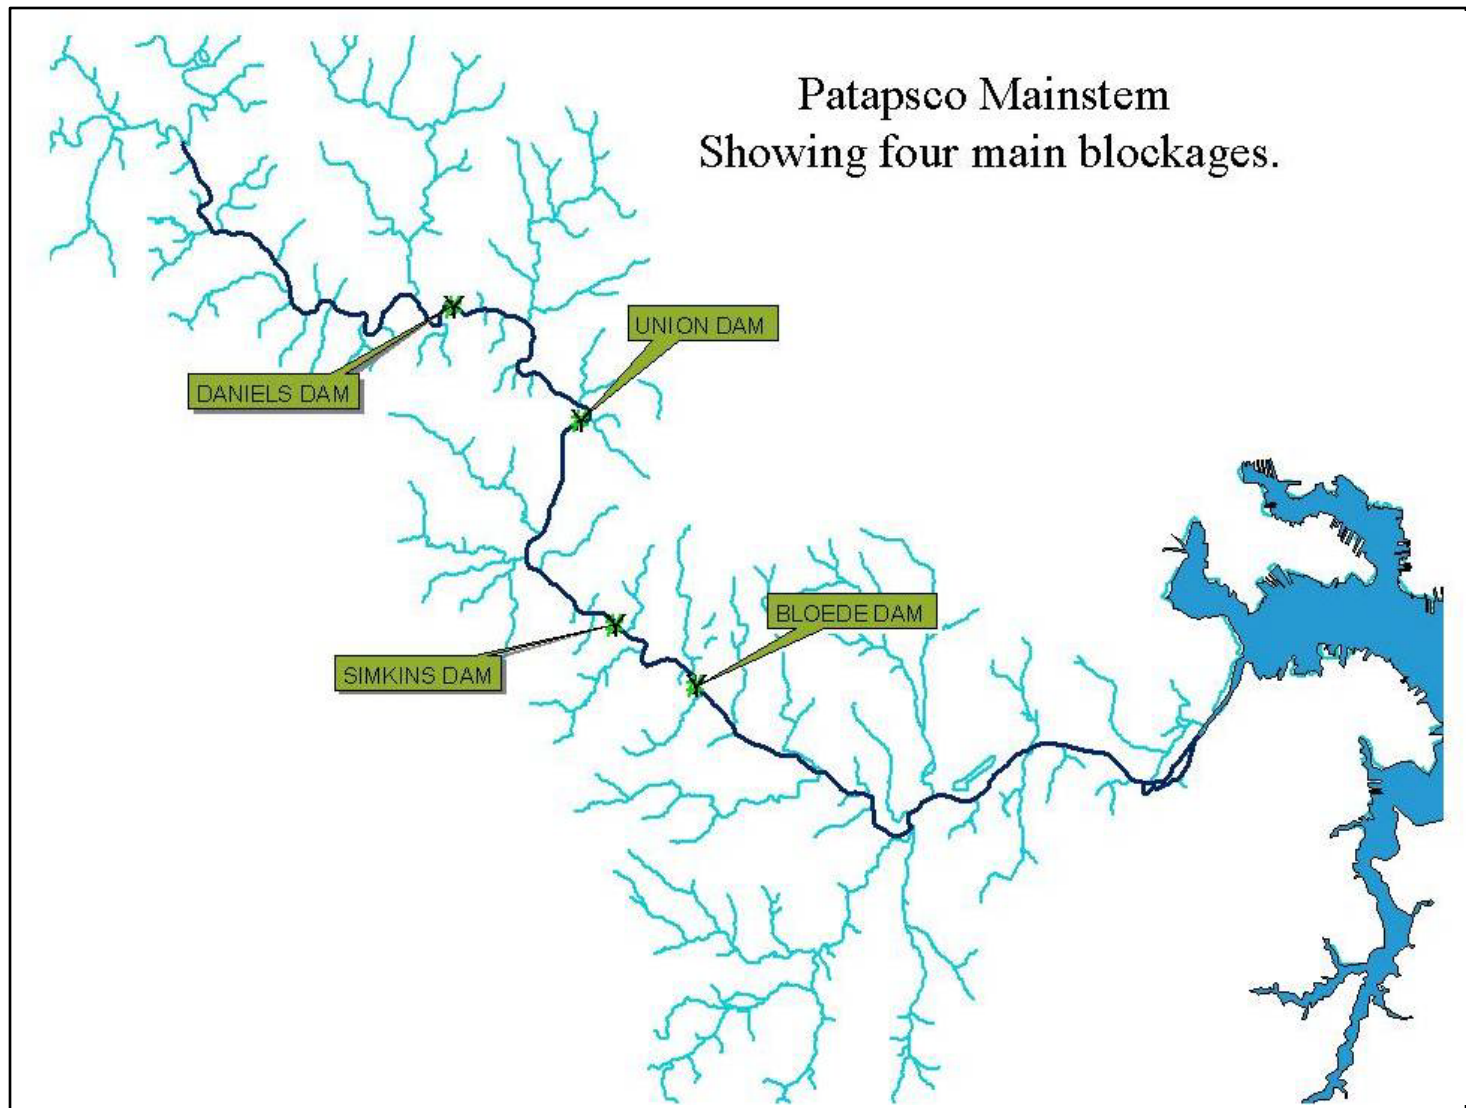 Patapsco Mainstem
Showing four main blockages.
UNION DAM
DANIELS DAM
BLOEDE DAM
SIMKINS DAM